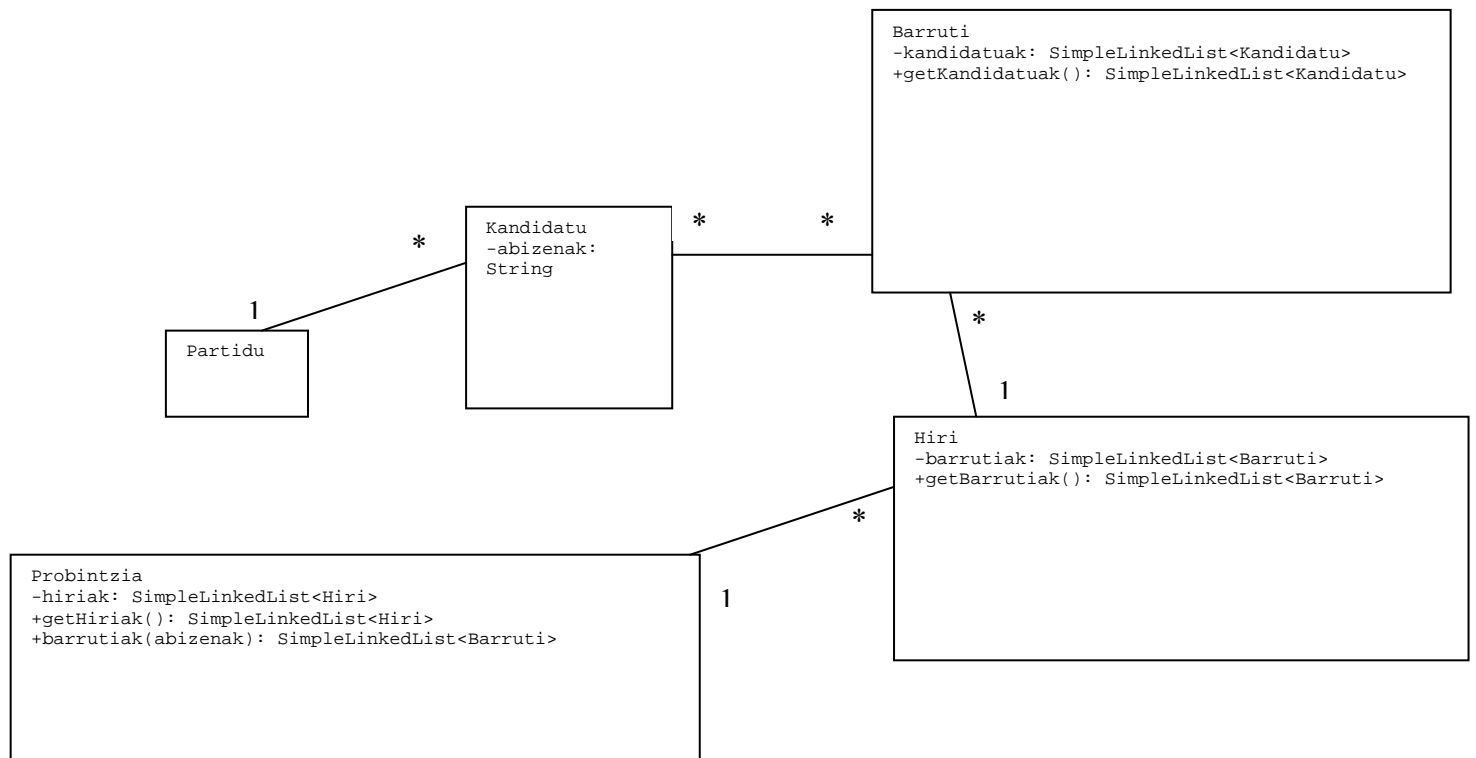 Barruti
-kandidatuak: SimpleLinkedList<Kandidatu>
+getKandidatuak(): SimpleLinkedList<Kandidatu>
Kandidatu
-abizenak:
String
*
*
*
1
Partidu
*
1
Hiri
-barrutiak: SimpleLinkedList<Barruti>
+getBarrutiak(): SimpleLinkedList<Barruti>
*
1
Probintzia
-hiriak: SimpleLinkedList<Hiri>
+getHiriak(): SimpleLinkedList<Hiri>
+barrutiak(abizenak): SimpleLinkedList<Barruti>